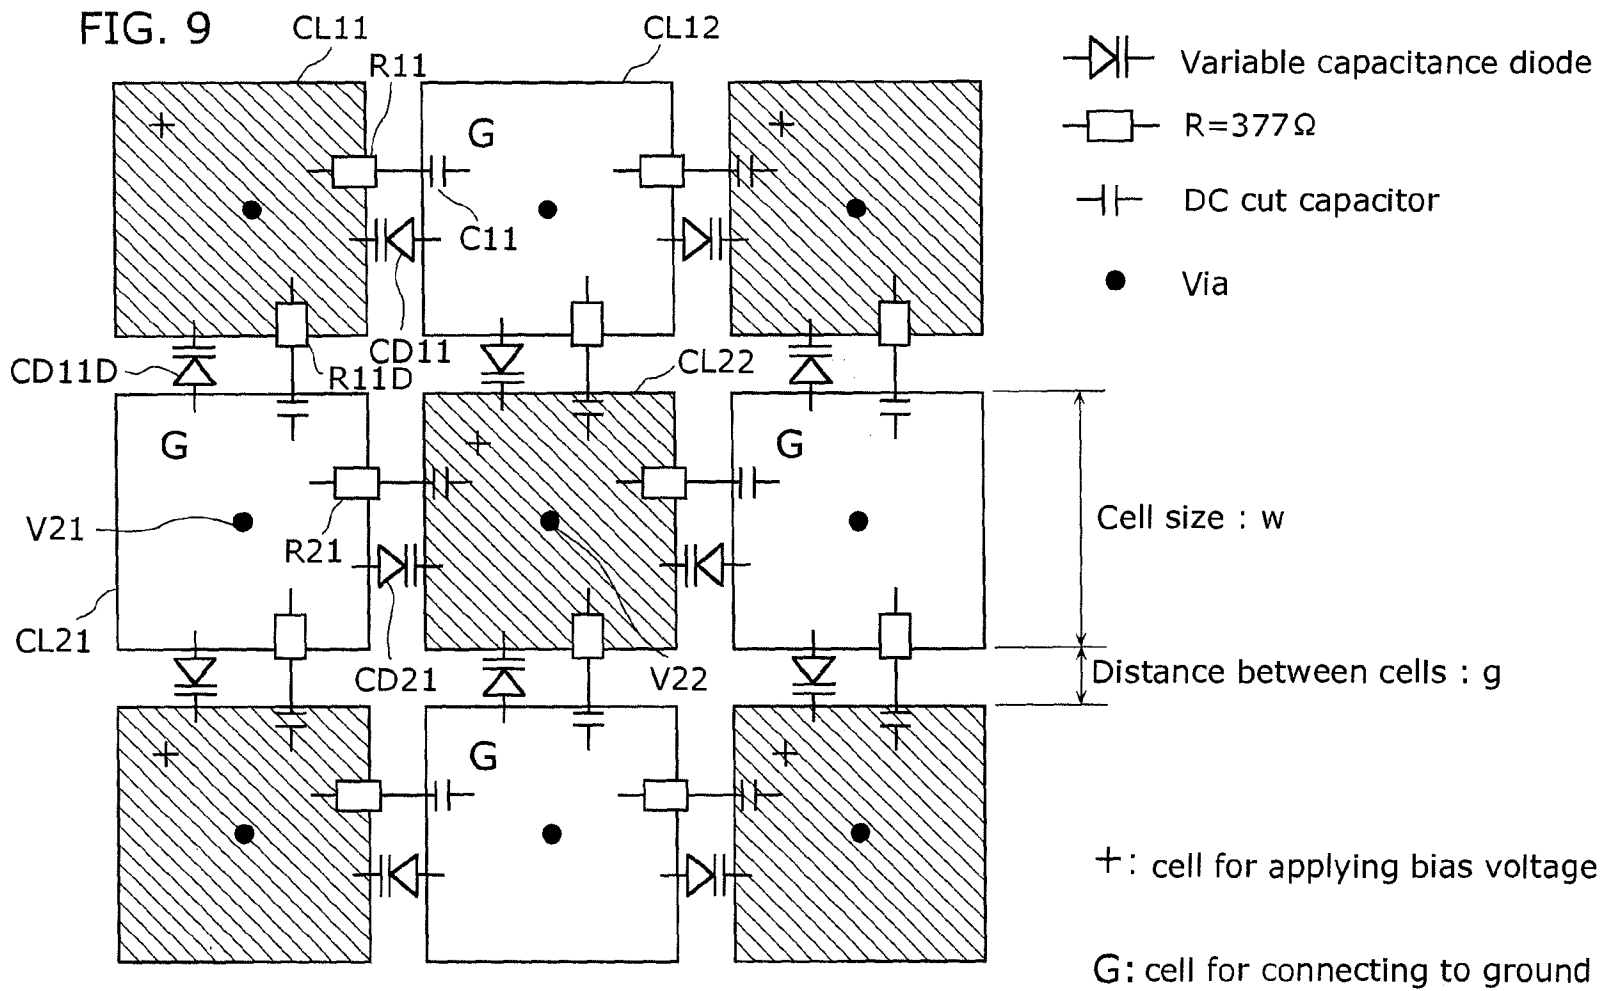 FIG. 9
CL11
CL12
R11
Variable capacitance diode
+
G
+
R=377Ω
DC cut capacitor
C11
Via
CD11
CD11D
R11D
CL22
G
+
G
V21
R21
Cell size : w
CL21
CD21
V22
Distance between cells : g
+
G
+
+: cell for applying bias voltage
G: cell for connecting to ground